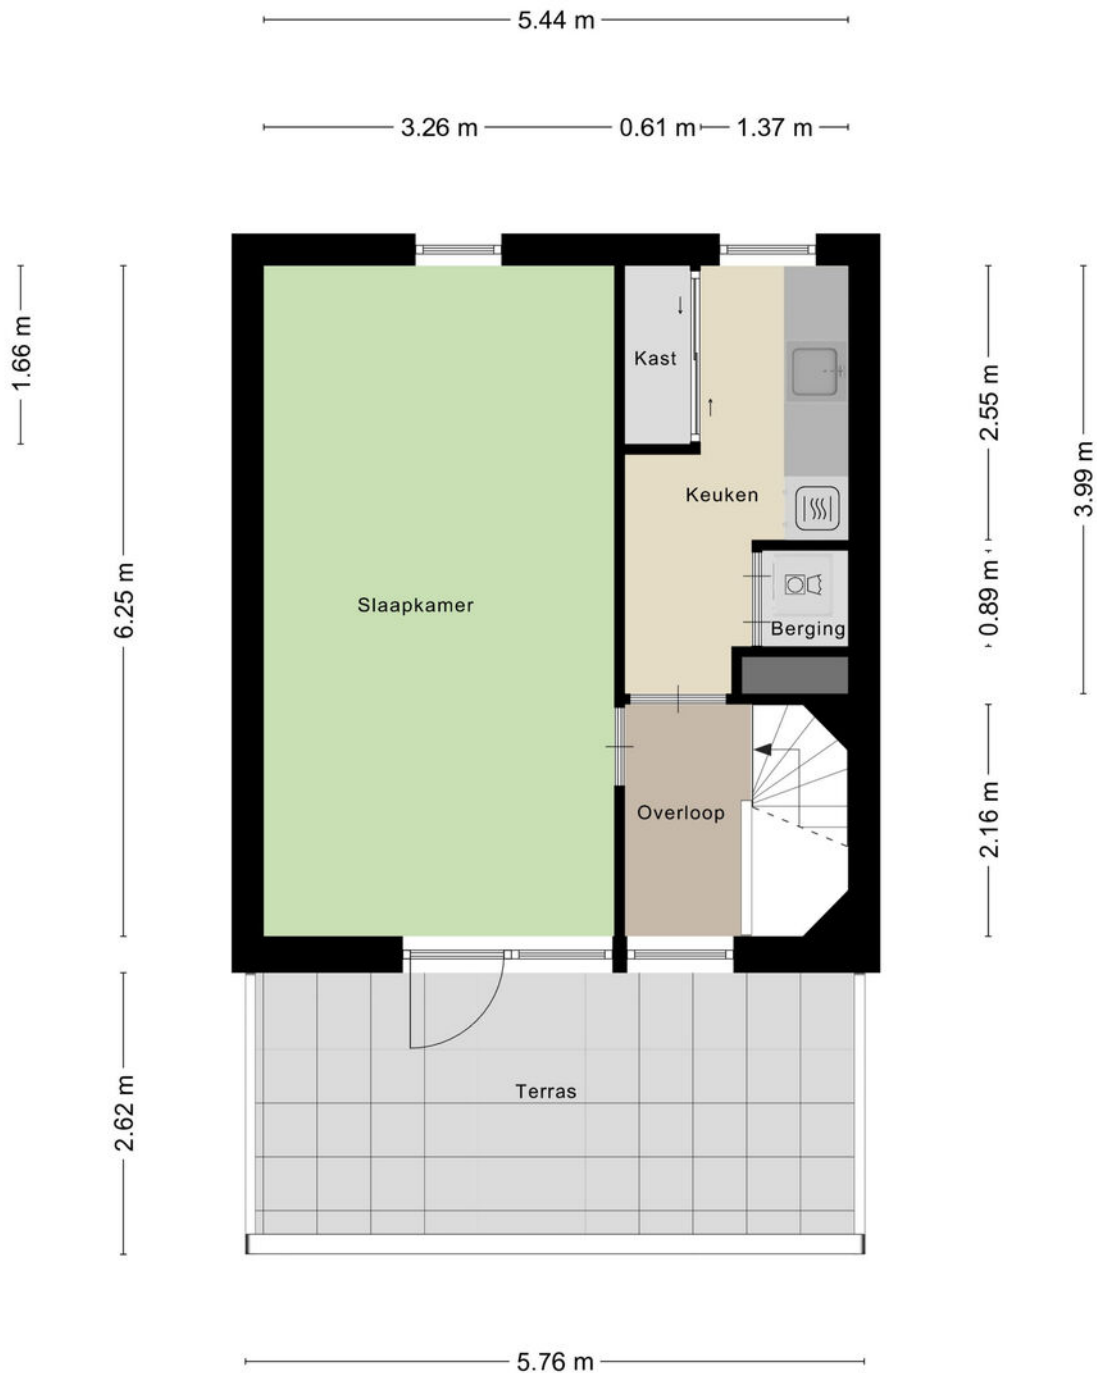 5.44 m
3.26 m
0.61 m
1.37 m
1.66 m
2.55 m
3.99 m
Kast
Keuken
6.25 m
Slaapkamer
0.89 m
Berging
Overloop
2.16 m
Terras
2.62 m
5.76 m